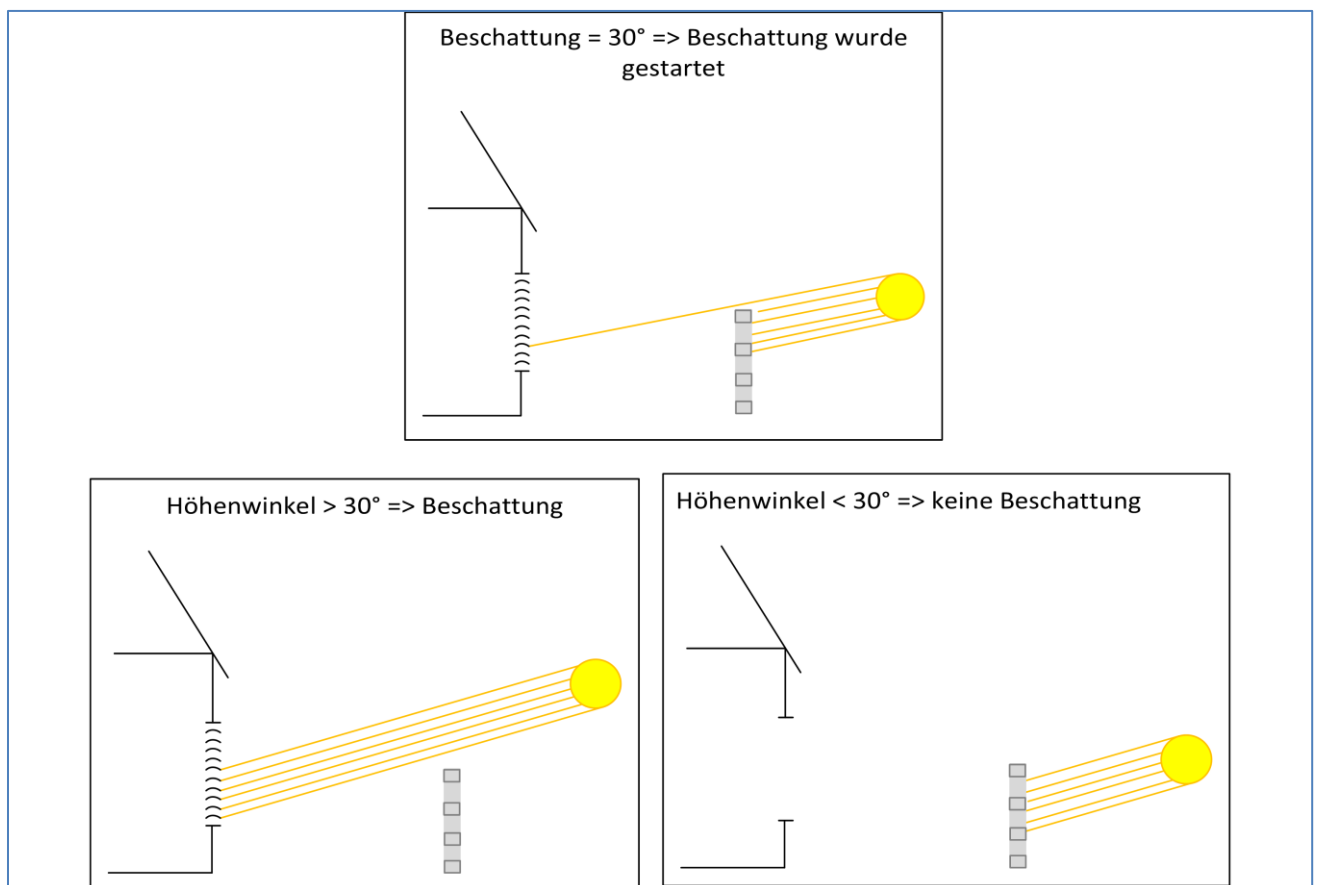 Beschattung = 30° => Beschattung wurde
gestartet
Höhenwinkel > 30° => Beschattung
Höhenwinkel < 30° => keine Beschattung